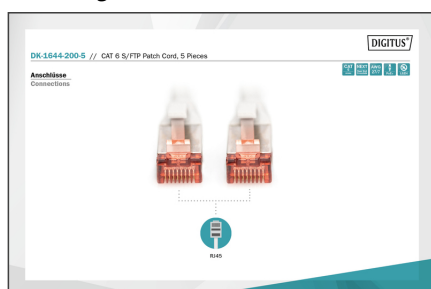 DIGITUS®
DK-1644-200-5 // CAT 6 S/FTP Patch Cord, 5 Pieces
Anschlüsse
Connections
RJ45